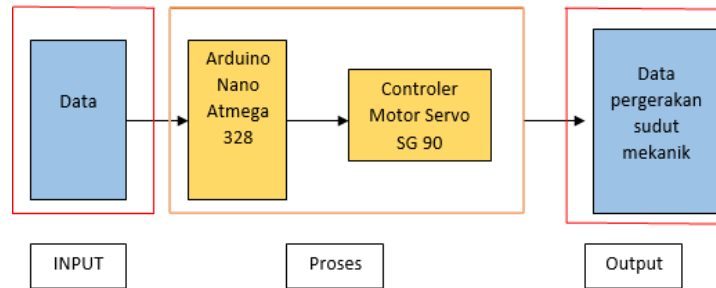 Data
Arduino
Nano
Atmega
328
Controler
Motor Servo
SG 90
Data
pergerakan
sudut
mekanik
INPUT
Proses
Output